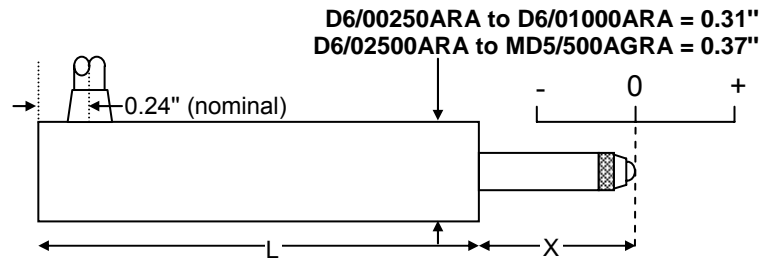 D6/00250ARA to D6/01000ARA = 0.31"
D6/02500ARA to MD5/500AGRA = 0.37"
- 0 +
0.24" (nominal)
L
X